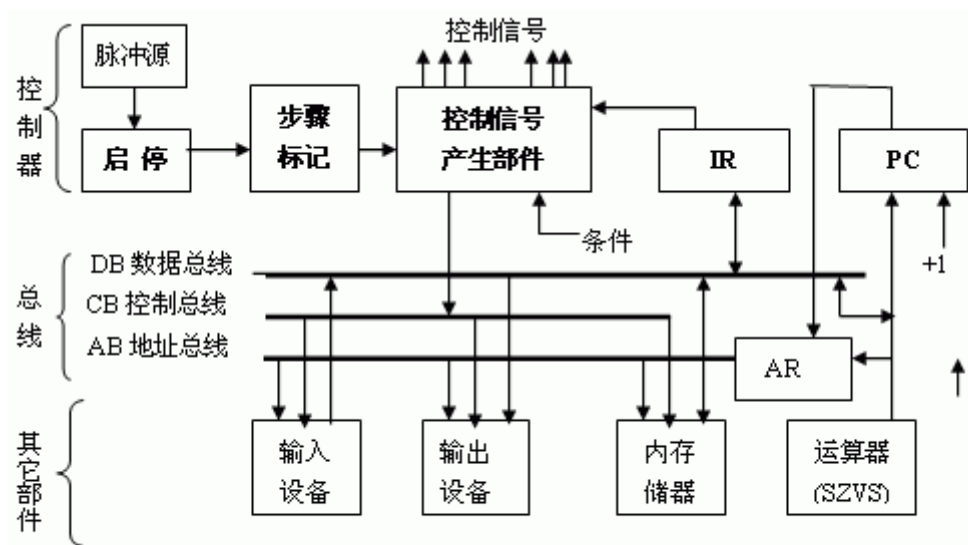 控制信号
脉冲源
控制器
启 停
步骤
标记
控制信号
产生部件
IR
PC
条件
+1
总线
DB 数据总线
CB 控制总线
AB 地址总线
AR
其它部件
输入
设备
输出
设备
内存
储器
运算器
(SZVS)